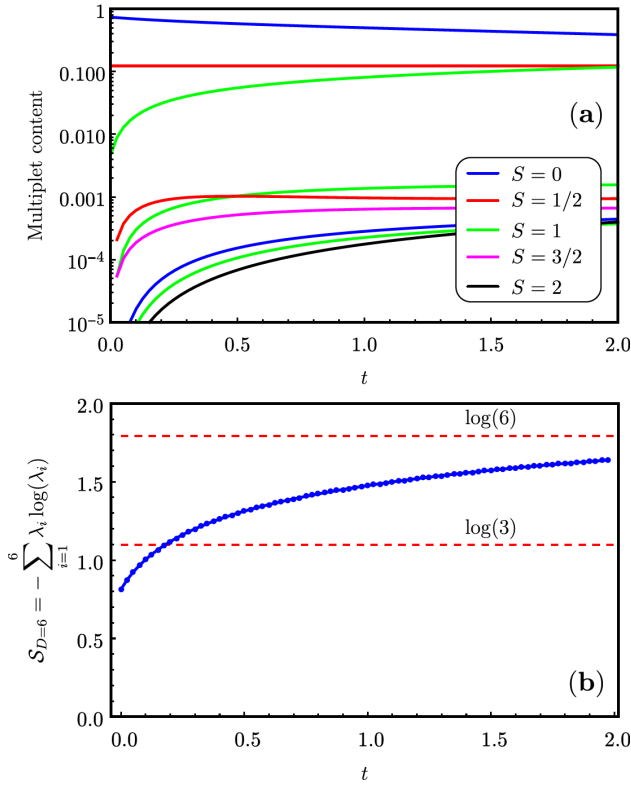 1
0.100
0.010
0.001
10⁻⁴
10⁻⁵
Multiplet content
(a)
S = 0
S = 1/2
S = 1
S = 3/2
S = 2
0.0 0.5 1.0 1.5 2.0
t
2.0
1.5
1.0
0.5
0.0
𝒮_{D=6} = −∑_{i=1}^{6} λ_i log(λ_i)
log(6)
log(3)
(b)
0.0 0.5 1.0 1.5 2.0
t